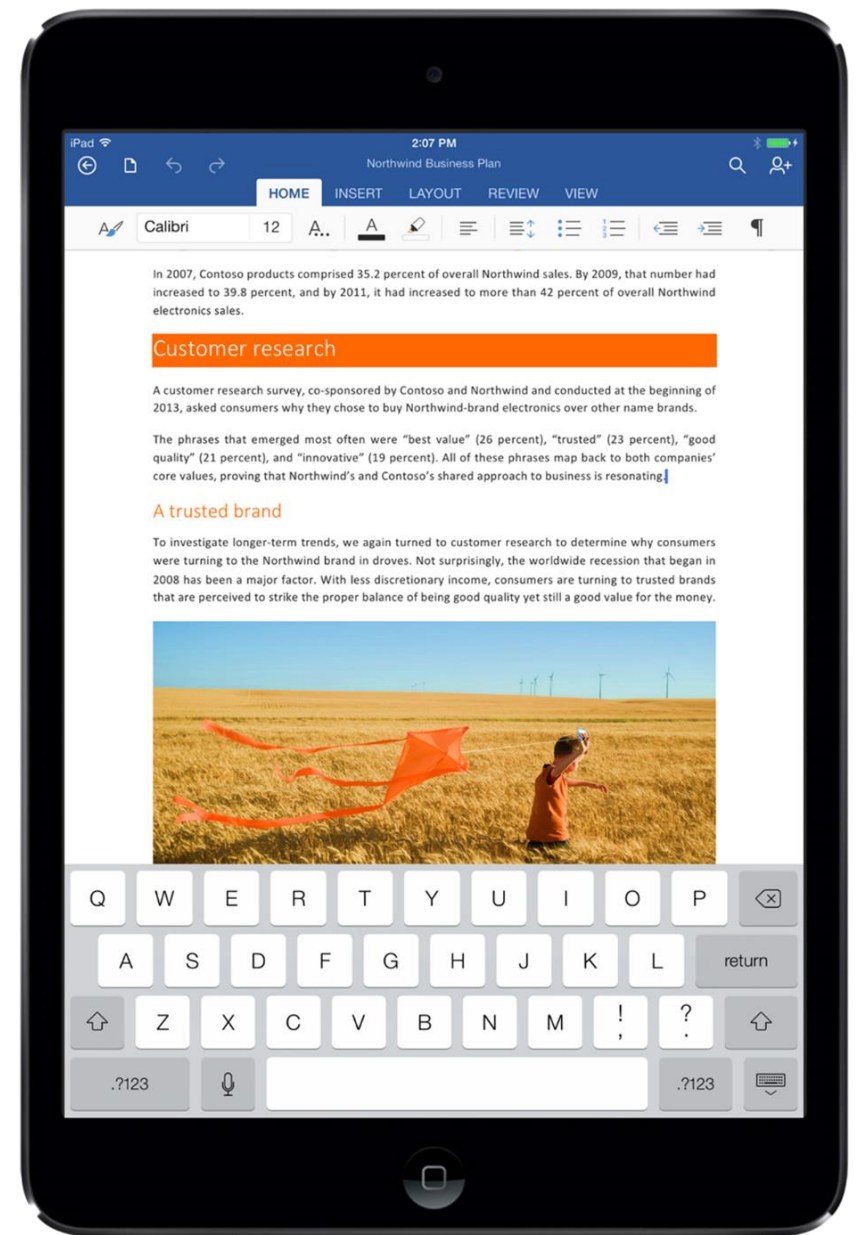 iPad
2:07 PM
Northwind Business Plan
HOME INSERT LAYOUT REVIEW VIEW
Calibri 12 A.. A
In 2007, Contoso products comprised 35.2 percent of overall Northwind sales. By 2009, that number had
increased to 39.8 percent, and by 2011, it had increased to more than 42 percent of overall Northwind
electronics sales.
Customer research
A customer research survey, co-sponsored by Contoso and Northwind and conducted at the beginning of
2013, asked consumers why they chose to buy Northwind-brand electronics over other name brands.
The phrases that emerged most often were “best value” (26 percent), “trusted” (23 percent), “good
quality” (21 percent), and “innovative” (19 percent). All of these phrases map back to both companies’
core values, proving that Northwind’s and Contoso’s shared approach to business is resonating.
A trusted brand
To investigate longer-term trends, we again turned to customer research to determine why consumers
were turning to the Northwind brand in droves. Not surprisingly, the worldwide recession that began in
2008 has been a major factor. With less discretionary income, consumers are turning to trusted brands
that are perceived to strike the proper balance of being good quality yet still a good value for the money.
Q W E R T Y U I O P
A S D F G H J K L return
Z X C V B N M ! , ? .
.?123 .?123